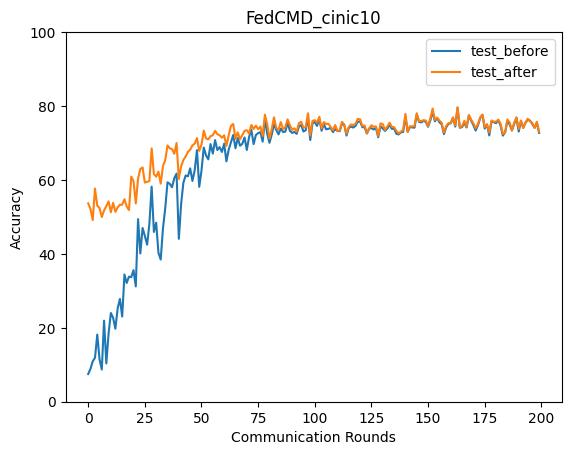 FedCMD_cinic10
test_before
test_after
Accuracy
100
80
60
40
20
0
0 25 50 75 100 125 150 175 200
Communication Rounds